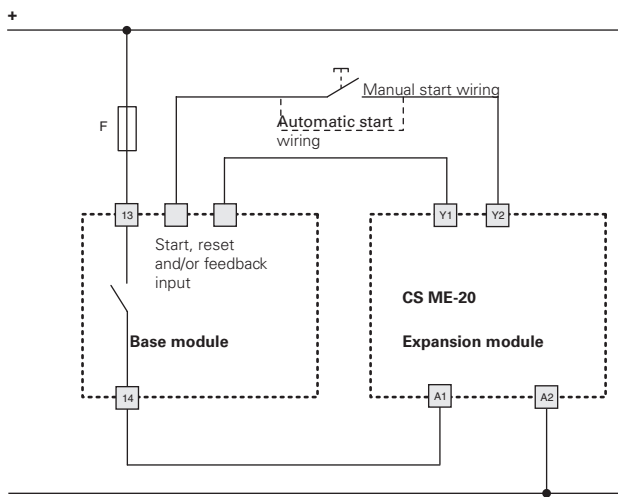 +
Manual start wiring
F
Automatic start
wiring
13
Y1
Y2
Start, reset
and/or feedback
input
CS ME-20
Base module
Expansion module
14
A1
A2